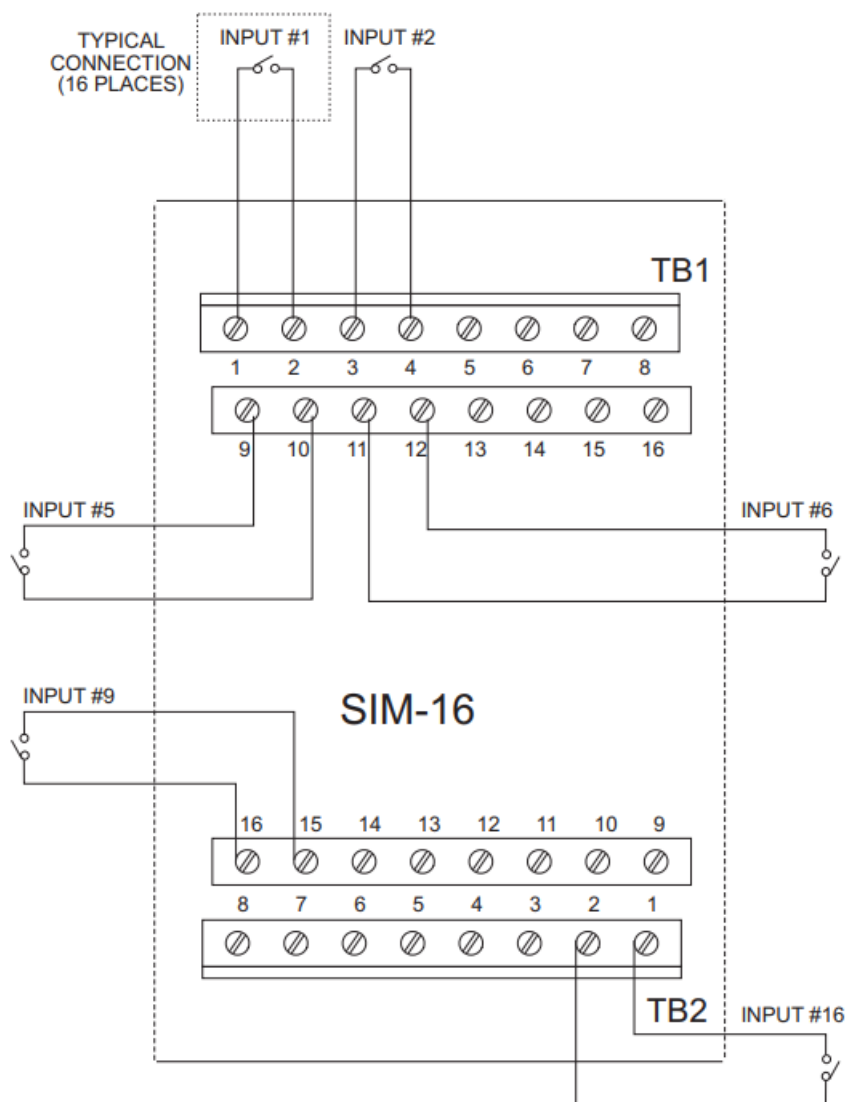 TYPICAL
CONNECTION
(16 PLACES)
INPUT #1
INPUT #2
TB1
1 2 3 4 5 6 7 8
9 10 11 12 13 14 15 16
INPUT #5
INPUT #6
INPUT #9
SIM-16
16 15 14 13 12 11 10 9
8 7 6 5 4 3 2 1
TB2
INPUT #16